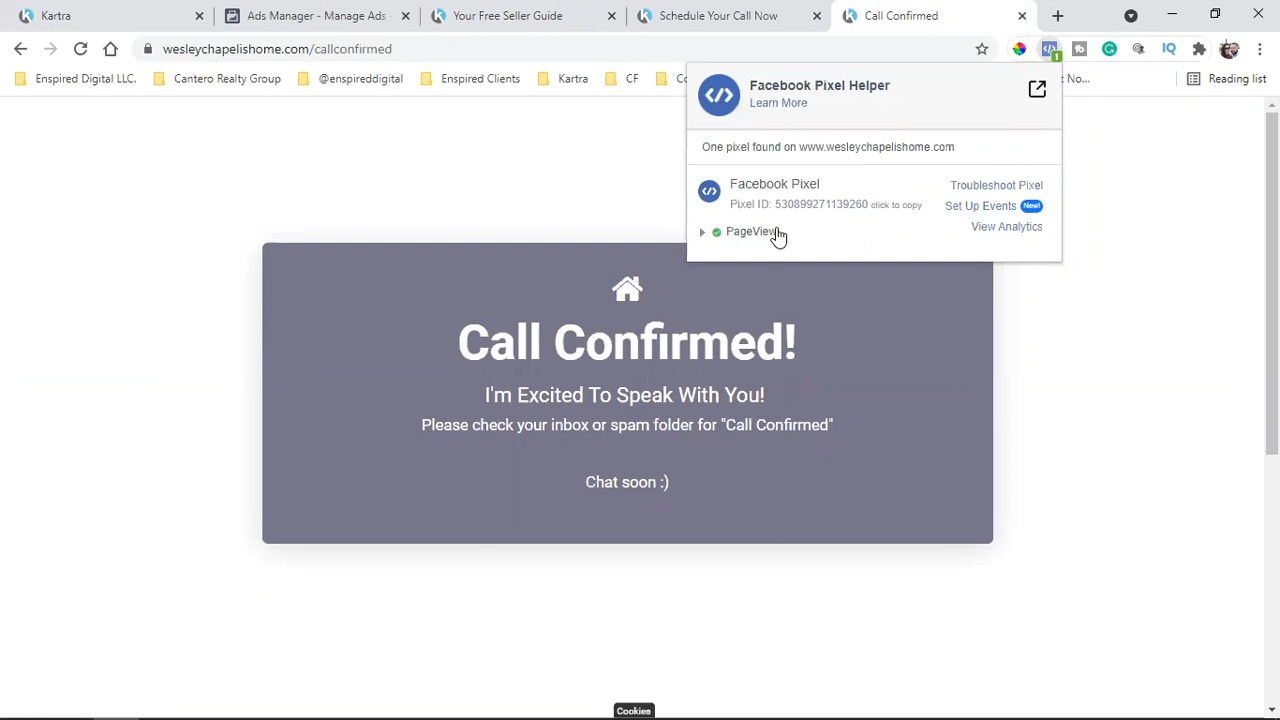 Kartra
Ads Manager - Manage Ads
Your Free Seller Guide
Schedule Your Call Now
Call Confirmed
wesleychapelishome.com/callconfirmed
IQ
1
Enspired Digital LLC.
Cantero Realty Group
@enspireddigital
Enspired Clients
Kartra
CF
Co
t No...
Reading list
Facebook Pixel Helper
Learn More
One pixel found on www.wesleychapelishome.com
Facebook Pixel
Troubleshoot Pixel
Pixel ID: 530899271139260 click to copy
Set Up Events New!
View Analytics
PageView
Call Confirmed!
I'm Excited To Speak With You!
Please check your inbox or spam folder for "Call Confirmed"
Chat soon :)
Cookies